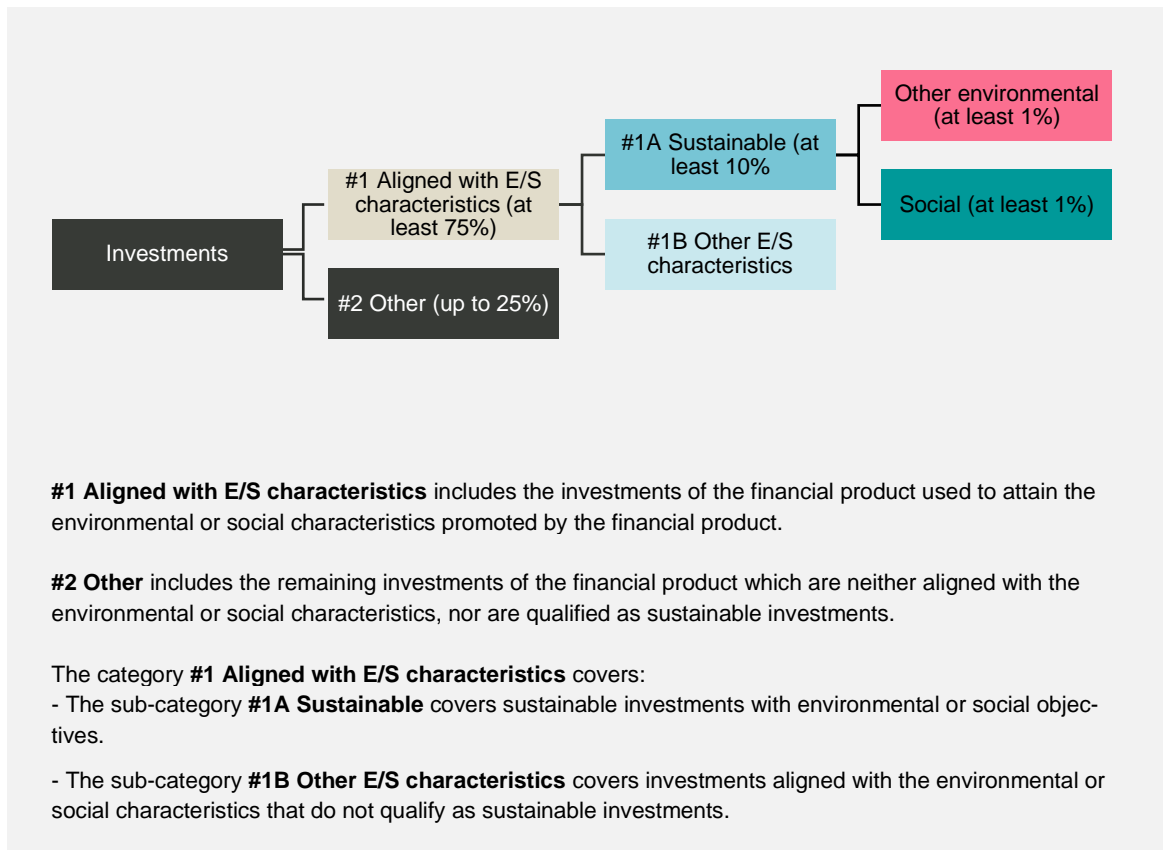 Other environmental
(at least 1%)
#1A Sustainable (at
least 10%
#1 Aligned with E/S
characteristics (at
least 75%)
Social (at least 1%)
Investments
#1B Other E/S
characteristics
#2 Other (up to 25%)
#1 Aligned with E/S characteristics includes the investments of the financial product used to attain the
environmental or social characteristics promoted by the financial product.
#2 Other includes the remaining investments of the financial product which are neither aligned with the
environmental or social characteristics, nor are qualified as sustainable investments.
The category #1 Aligned with E/S characteristics covers:
- The sub-category #1A Sustainable covers sustainable investments with environmental or social objec-
tives.
- The sub-category #1B Other E/S characteristics covers investments aligned with the environmental or
social characteristics that do not qualify as sustainable investments.